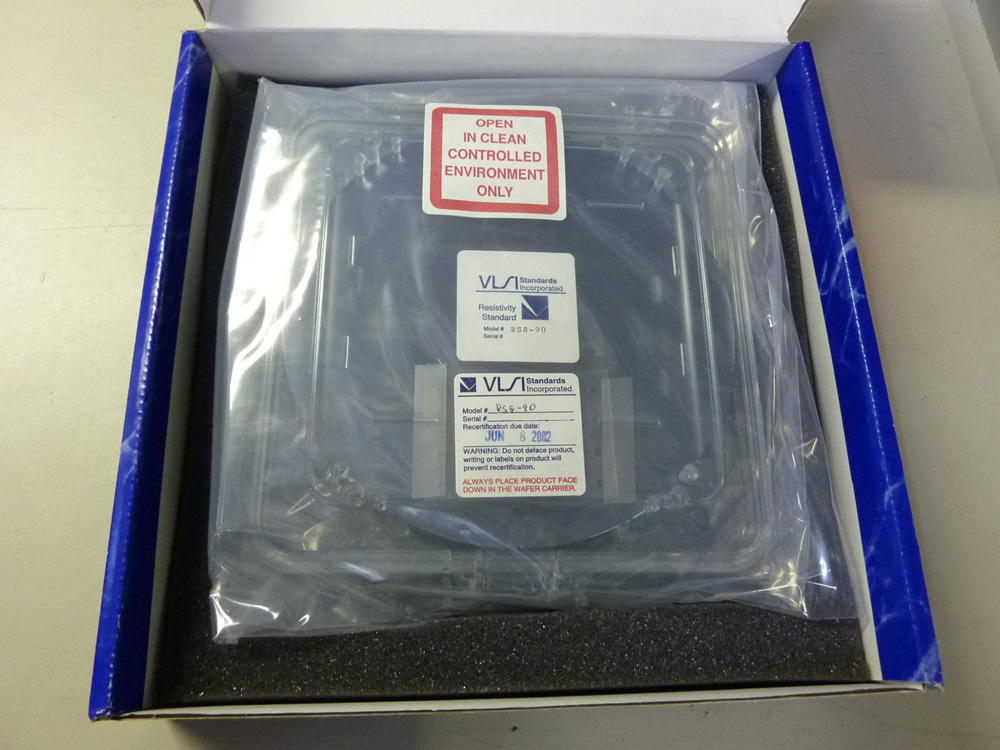 OPEN
IN CLEAN
CONTROLLED
ENVIRONMENT
ONLY
VLSI Standards
Incorporated
Resistivity
Standard
Model # RS8-90
Serial #
VLSI Standards
Incorporated
Model # RS8-90
Serial #
Recertification due date:
JUN 8 2002
WARNING: Do not deface product,
writing or labels on product will
prevent recertification.
ALWAYS PLACE PRODUCT FACE
DOWN IN THE WAFER CARRIER.